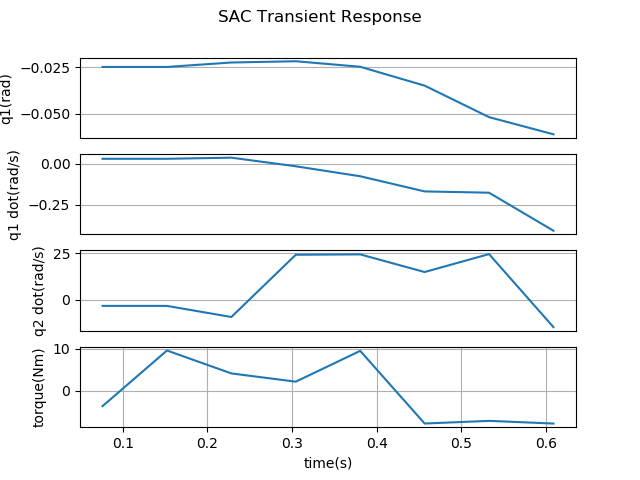 SAC Transient Response
q1(rad)
−0.025
−0.050
q1 dot(rad/s)
0.00
−0.25
q2 dot(rad/s)
25
0
torque(Nm)
10
0
0.1 0.2 0.3 0.4 0.5 0.6
time(s)